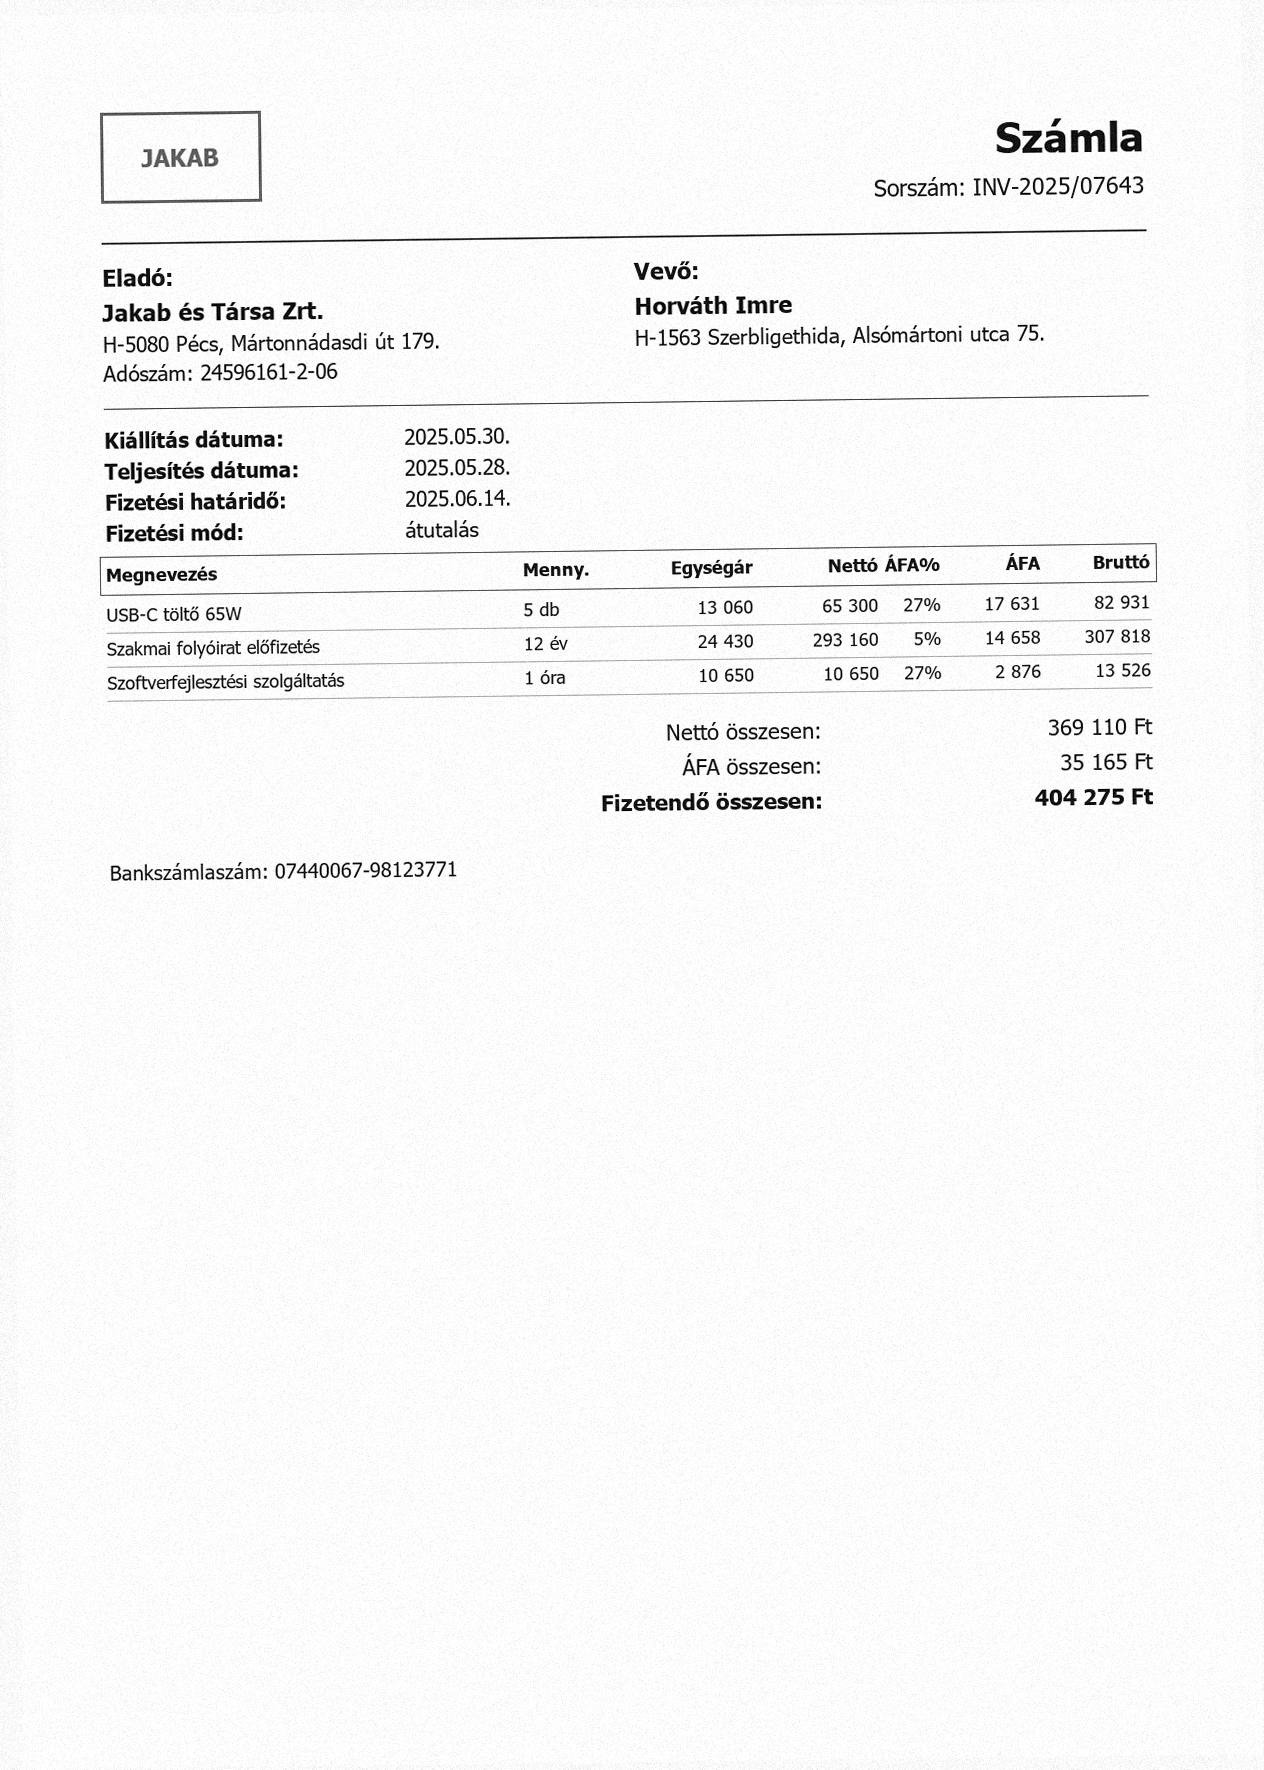 JAKAB
Számla
Sorszám: INV-2025/07643
Eladó:
Jakab és Társa Zrt.
H-5080 Pécs, Mártonnádasdi út 179.
Adószám: 24596161-2-06
Vevő:
Horváth Imre
H-1563 Szerbligethida, Alsómártoni utca 75.
Kiállítás dátuma: 2025.05.30.
Teljesítés dátuma: 2025.05.28.
Fizetési határidő: 2025.06.14.
Fizetési mód: átutalás
Megnevezés Menny. Egységár Nettó ÁFA% ÁFA Bruttó
USB-C töltő 65W 5 db 13 060 65 300 27% 17 631 82 931
Szakmai folyóirat előfizetés 12 év 24 430 293 160 5% 14 658 307 818
Szoftverfejlesztési szolgáltatás 1 óra 10 650 10 650 27% 2 876 13 526
Nettó összesen: 369 110 Ft
ÁFA összesen: 35 165 Ft
Fizetendő összesen: 404 275 Ft
Bankszámlaszám: 07440067-98123771